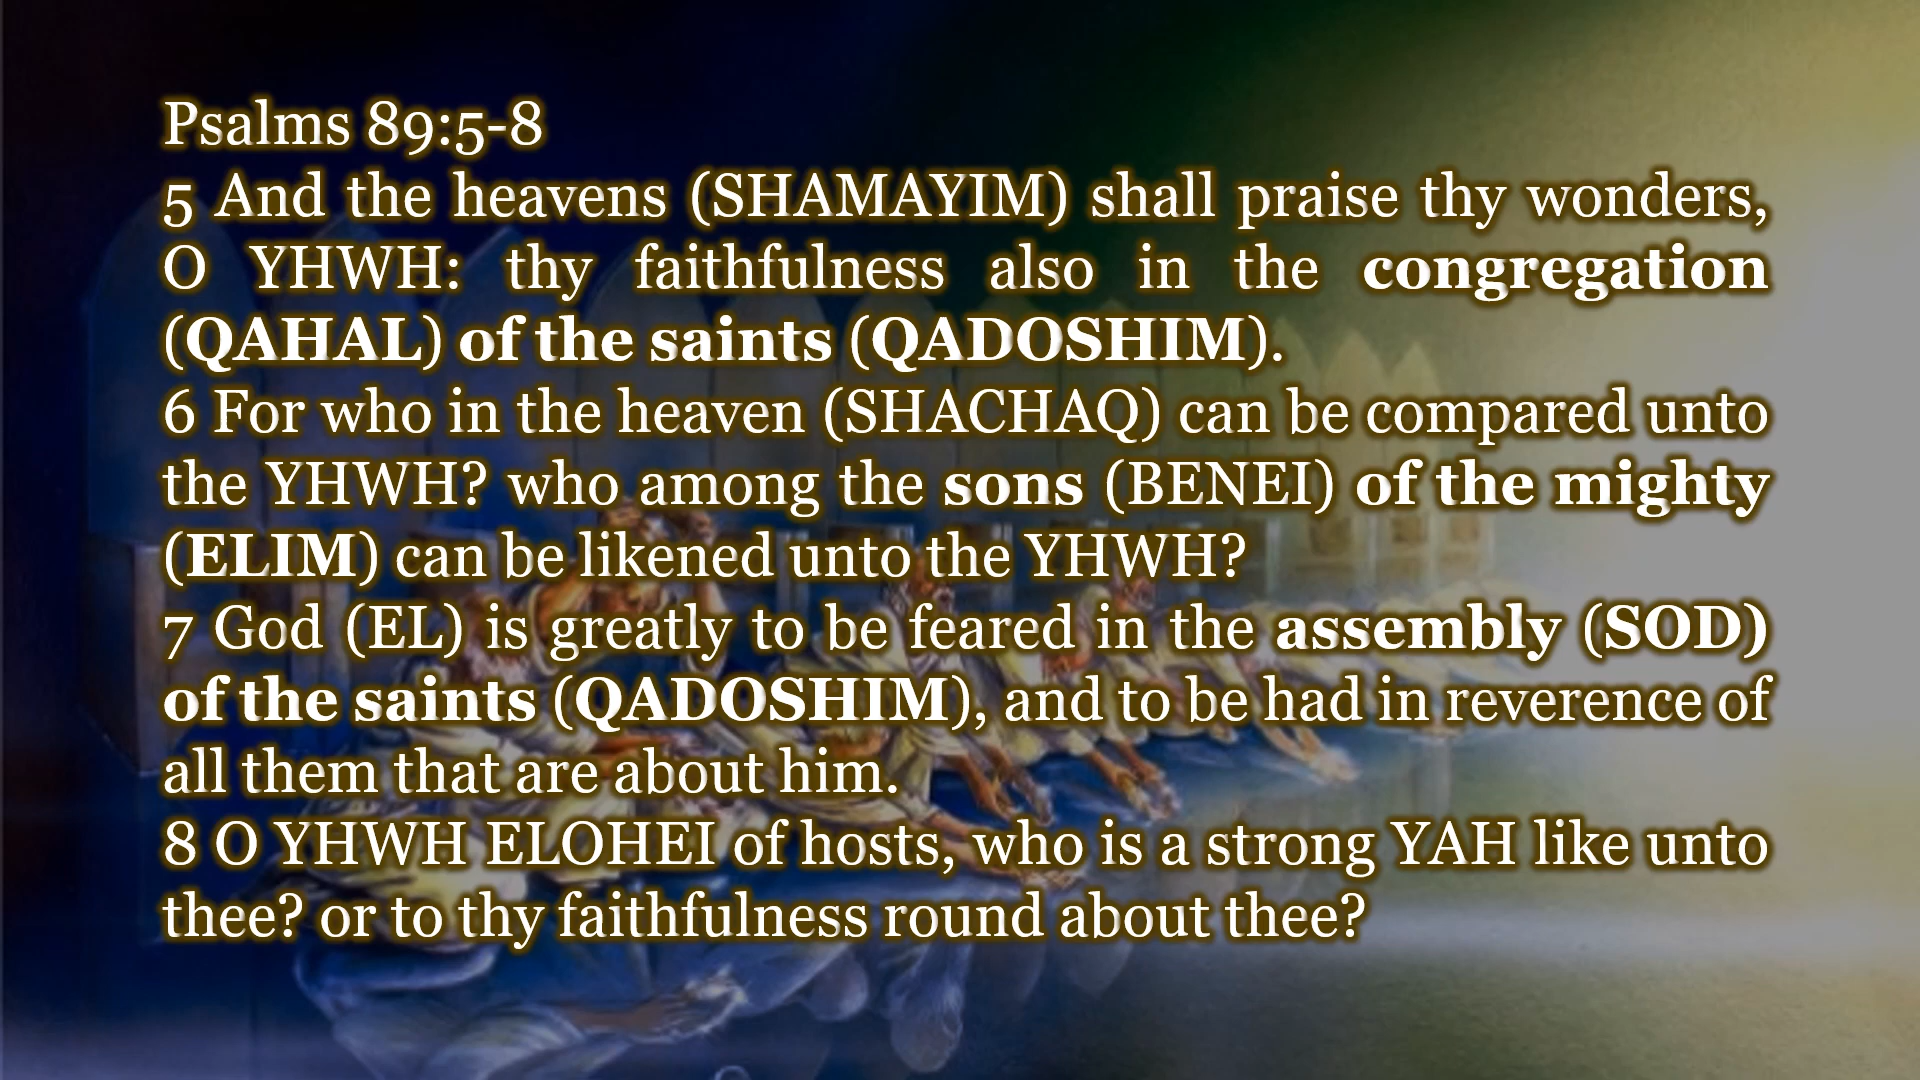 Psalms 89:5-8
5 And the heavens (SHAMAYIM) shall praise thy wonders,
O YHWH: thy faithfulness also in the congregation
(QAHAL) of the saints (QADOSHIM).
6 For who in the heaven (SHACHAQ) can be compared unto
the YHWH? who among the sons (BENEI) of the mighty
(ELIM) can be likened unto the YHWH?
7 God (EL) is greatly to be feared in the assembly (SOD)
of the saints (QADOSHIM), and to be had in reverence of
all them that are about him.
8 O YHWH ELOHEI of hosts, who is a strong YAH like unto
thee? or to thy faithfulness round about thee?